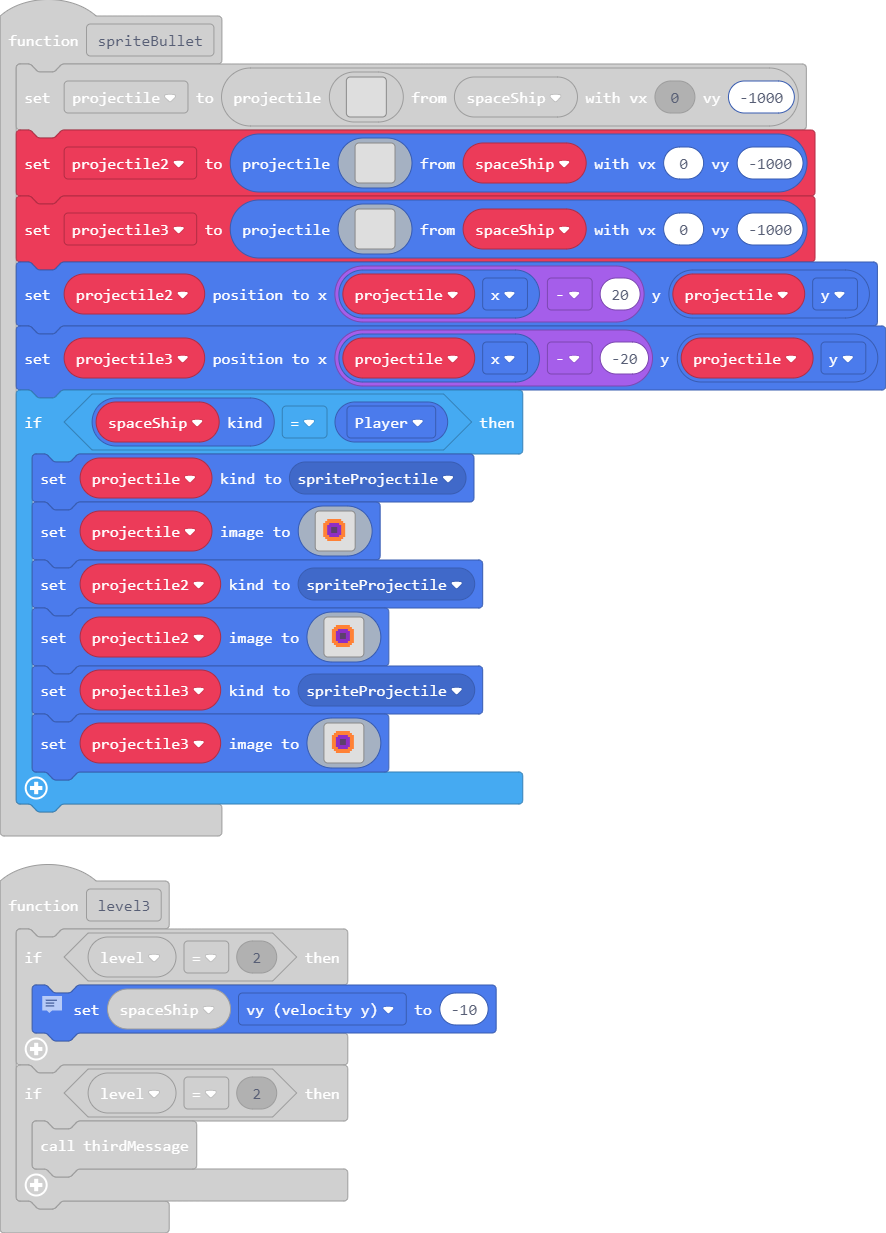 function spriteBullet
set projectile to projectile from spaceShip with vx 0 vy -1000
set projectile2 to projectile from spaceShip with vx 0 vy -1000
set projectile3 to projectile from spaceShip with vx 0 vy -1000
set projectile2 position to x projectile x - 20 y projectile y
set projectile3 position to x projectile x - -20 y projectile y
if spaceShip kind = Player then
set projectile kind to spriteProjectile
set projectile image to
set projectile2 kind to spriteProjectile
set projectile2 image to
set projectile3 kind to spriteProjectile
set projectile3 image to
function level3
if level = 2 then
set spaceShip vy (velocity y) to -10
if level = 2 then
call thirdMessage